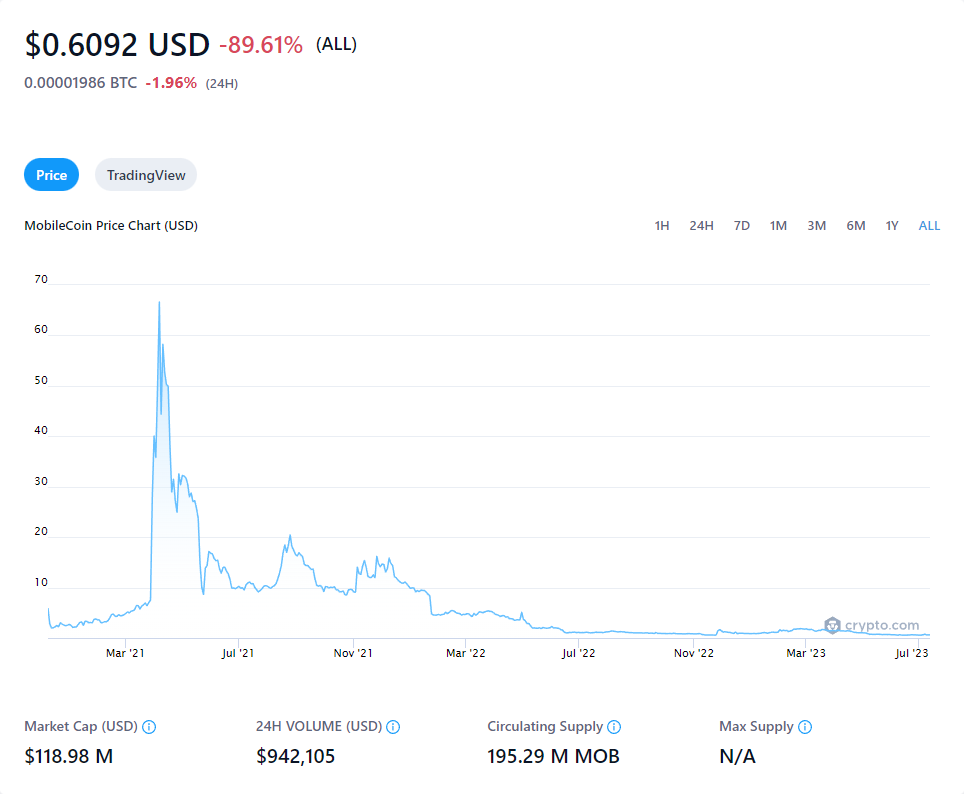 $0.6092 USD -89.61% (ALL)
0.00001986 BTC -1.96% (24H)
Price TradingView
MobileCoin Price Chart (USD) 1H 24H 7D 1M 3M 6M 1Y ALL
70
60
50
40
30
20
10
crypto.com
Mar '21 Jul '21 Nov '21 Mar '22 Jul '22 Nov '22 Mar '23 Jul '23
Market Cap (USD) 24H VOLUME (USD) Circulating Supply Max Supply
$118.98 M $942,105 195.29 M MOB N/A